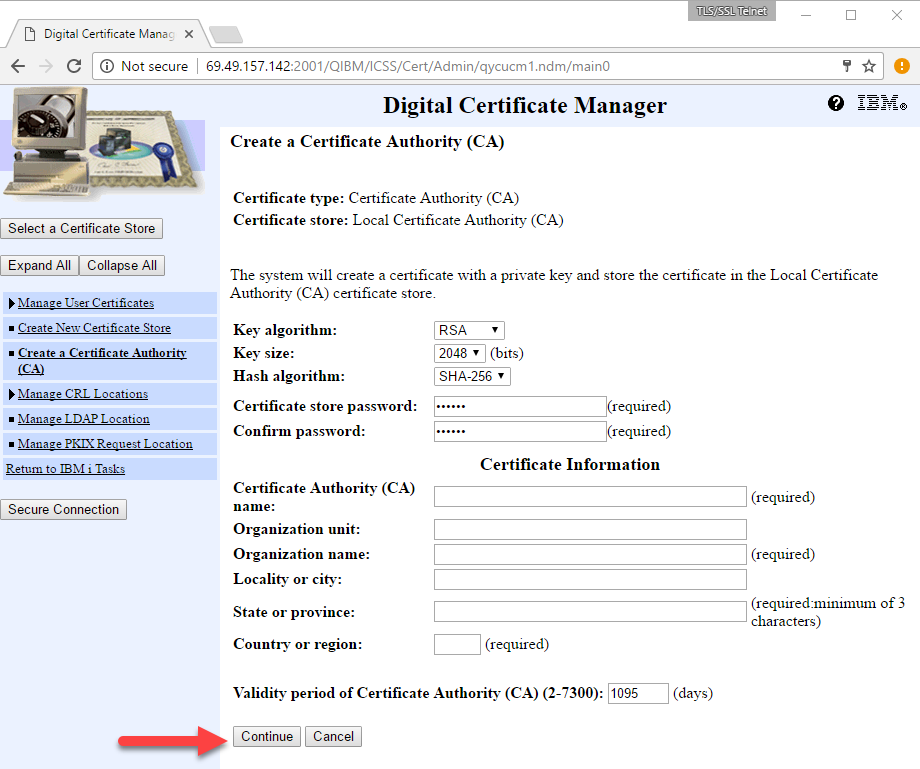 TLS/SSL Telnet
Digital Certificate Manag
Not secure 69.49.157.142:2001/QIBM/ICSS/Cert/Admin/qycucm1.ndm/main0
Digital Certificate Manager
IBM
Select a Certificate Store
Expand All Collapse All
Manage User Certificates
Create New Certificate Store
Create a Certificate Authority
(CA)
Manage CRL Locations
Manage LDAP Location
Manage PKIX Request Location
Return to IBM i Tasks
Secure Connection
Create a Certificate Authority (CA)
Certificate type: Certificate Authority (CA)
Certificate store: Local Certificate Authority (CA)
The system will create a certificate with a private key and store the certificate in the Local Certificate
Authority (CA) certificate store.
Key algorithm: RSA
Key size: 2048 (bits)
Hash algorithm: SHA-256
Certificate store password: •••••• (required)
Confirm password: •••••• (required)
Certificate Information
Certificate Authority (CA)
name: (required)
Organization unit:
Organization name: (required)
Locality or city:
State or province: (required:minimum of 3
characters)
Country or region: (required)
Validity period of Certificate Authority (CA) (2-7300): 1095 (days)
Continue Cancel